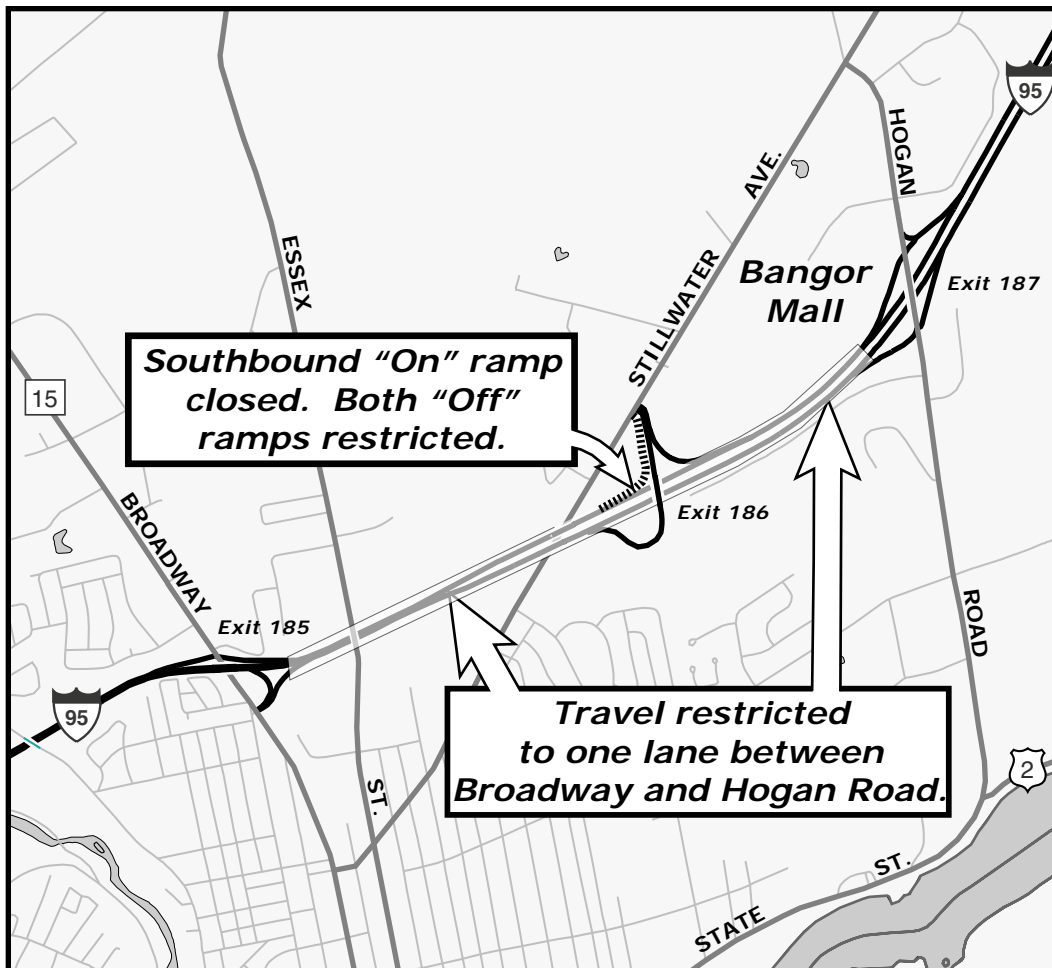 95
HOGAN
AVE.
ESSEX
Bangor
Mall
Exit 187
STILLWATER
Southbound “On” ramp
closed. Both “Off”
ramps restricted.
15
BROADWAY
Exit 186
ROAD
Exit 185
95
Travel restricted
to one lane between
Broadway and Hogan Road.
2
ST.
ST.
STATE